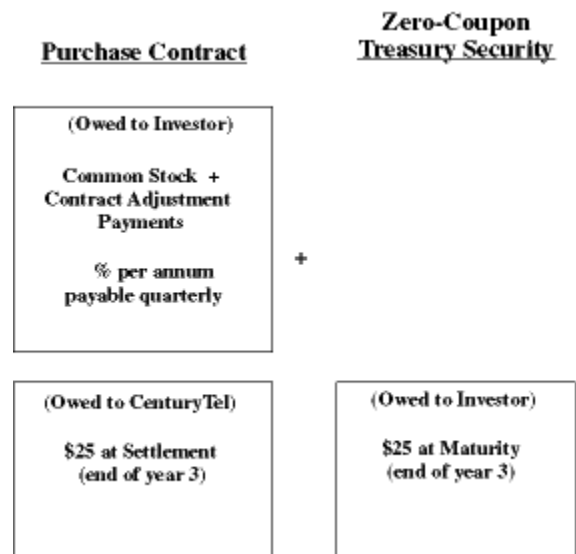 Purchase Contract
Zero-Coupon
Treasury Security
(Owed to Investor)
Common Stock +
Contract Adjustment
Payments
% per annum
payable quarterly
+
(Owed to CenturyTel)
$25 at Settlement
(end of year 3)
(Owed to Investor)
$25 at Maturity
(end of year 3)